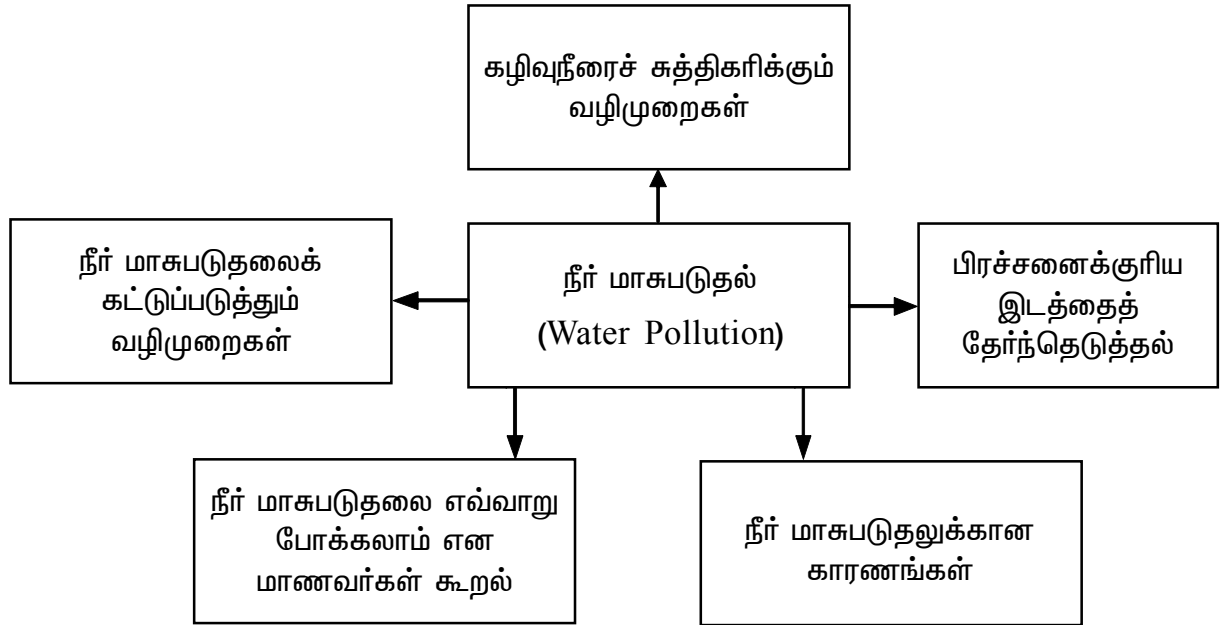 கழிவுநீரைச் சுத்திகரிக்கும்
வழிமுறைகள்
நீர் மாசுபடுதலைக்
கட்டுப்படுத்தும்
வழிமுறைகள்
நீர் மாசுபடுதல்
(Water Pollution)
பிரச்சனைக்குரிய
இடத்தைத்
தேர்ந்தெடுத்தல்
நீர் மாசுபடுதலை எவ்வாறு
போக்கலாம் என
மாணவர்கள் கூறல்
நீர் மாசுபடுதலுக்கான
காரணங்கள்